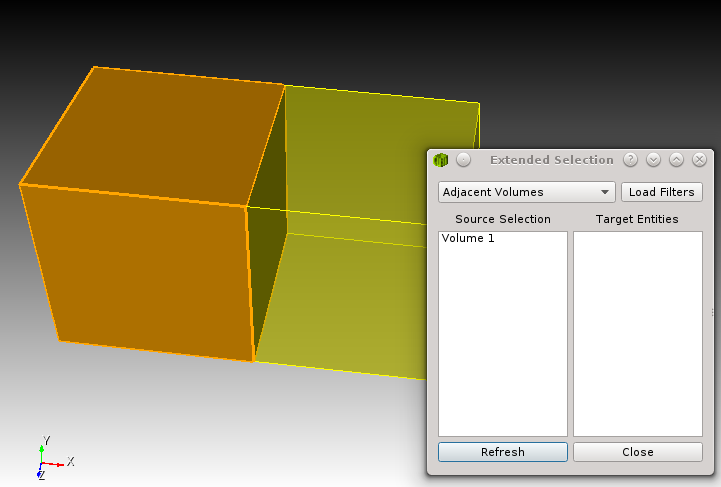 Extended Selection
Adjacent Volumes
Load Filters
Source Selection
Target Entities
Volume 1
Refresh
Close
Y
X
Z